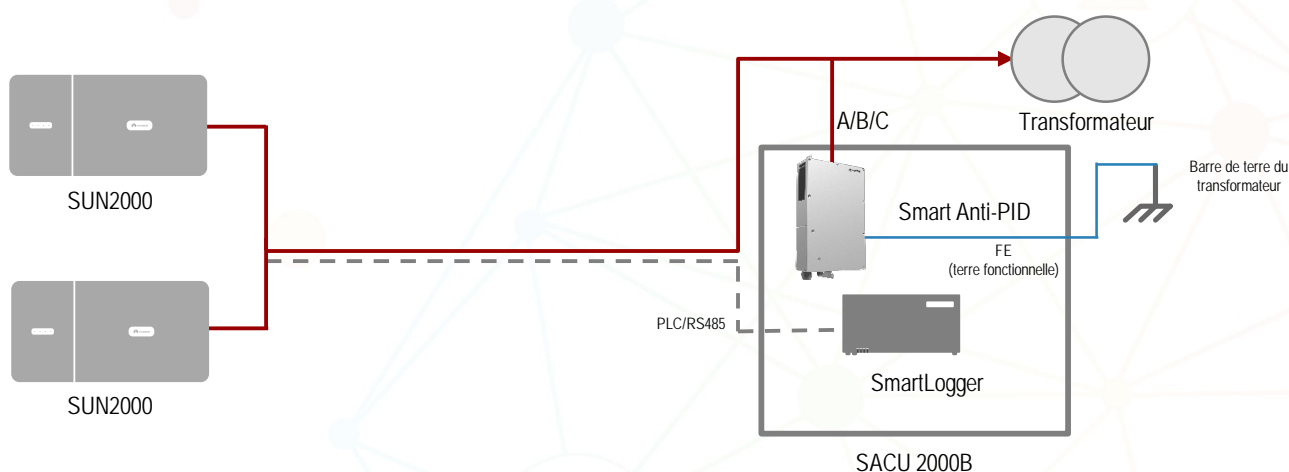 A/B/C
Transformateur
SUN2000
Smart Anti-PID
Barre de terre du
transformateur
FE
(terre fonctionnelle)
PLC/RS485
SmartLogger
SUN2000
SACU 2000B